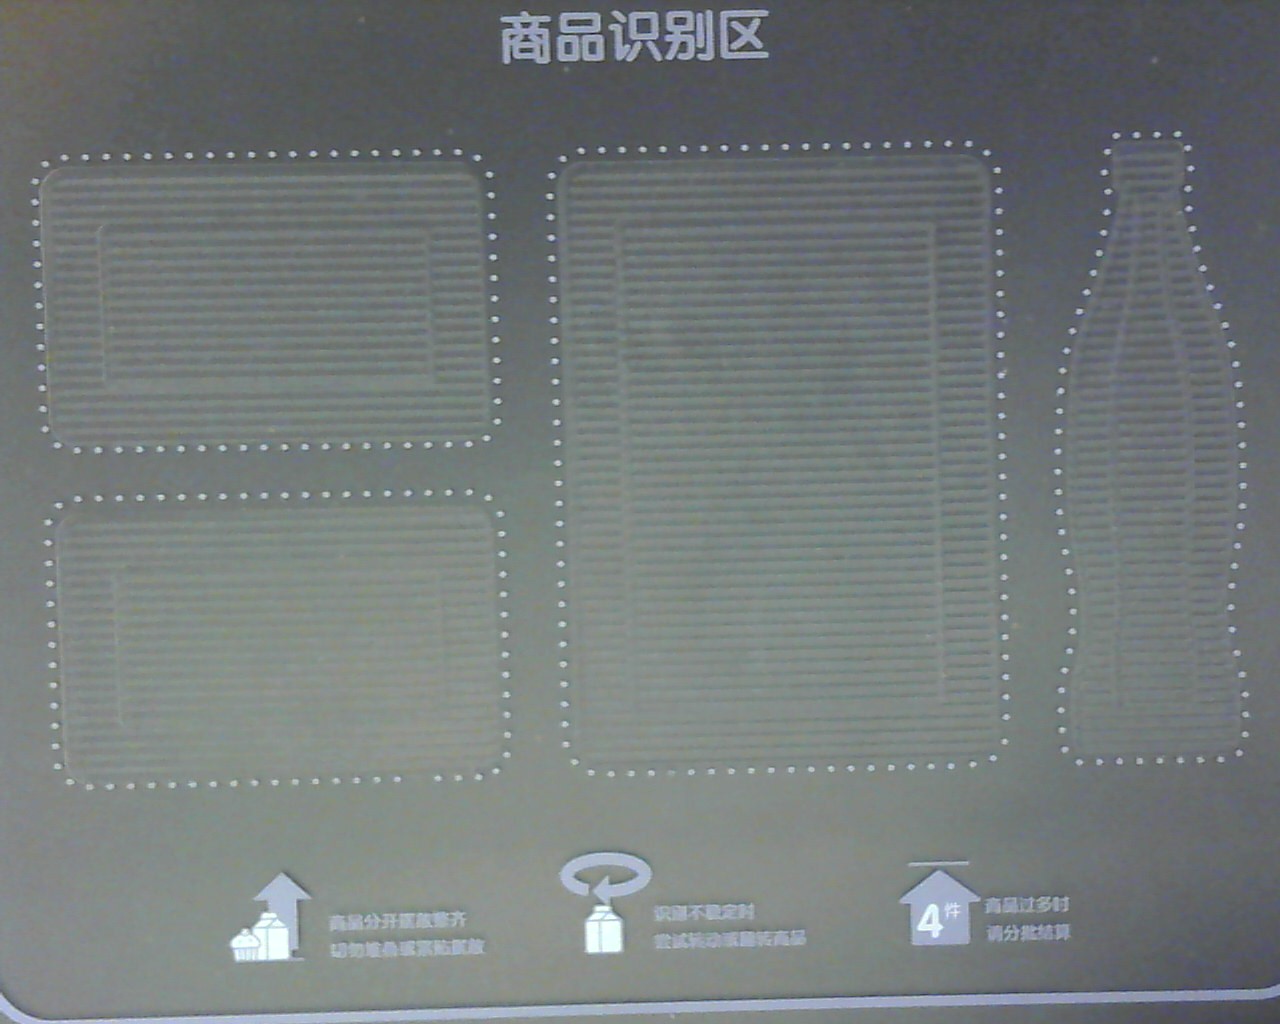 商品识别区
商品分开摆放整齐
切勿堆叠或紧贴摆放
识别不稳定时
尝试转动或翻转商品
4件
商品过多时
请分批结算